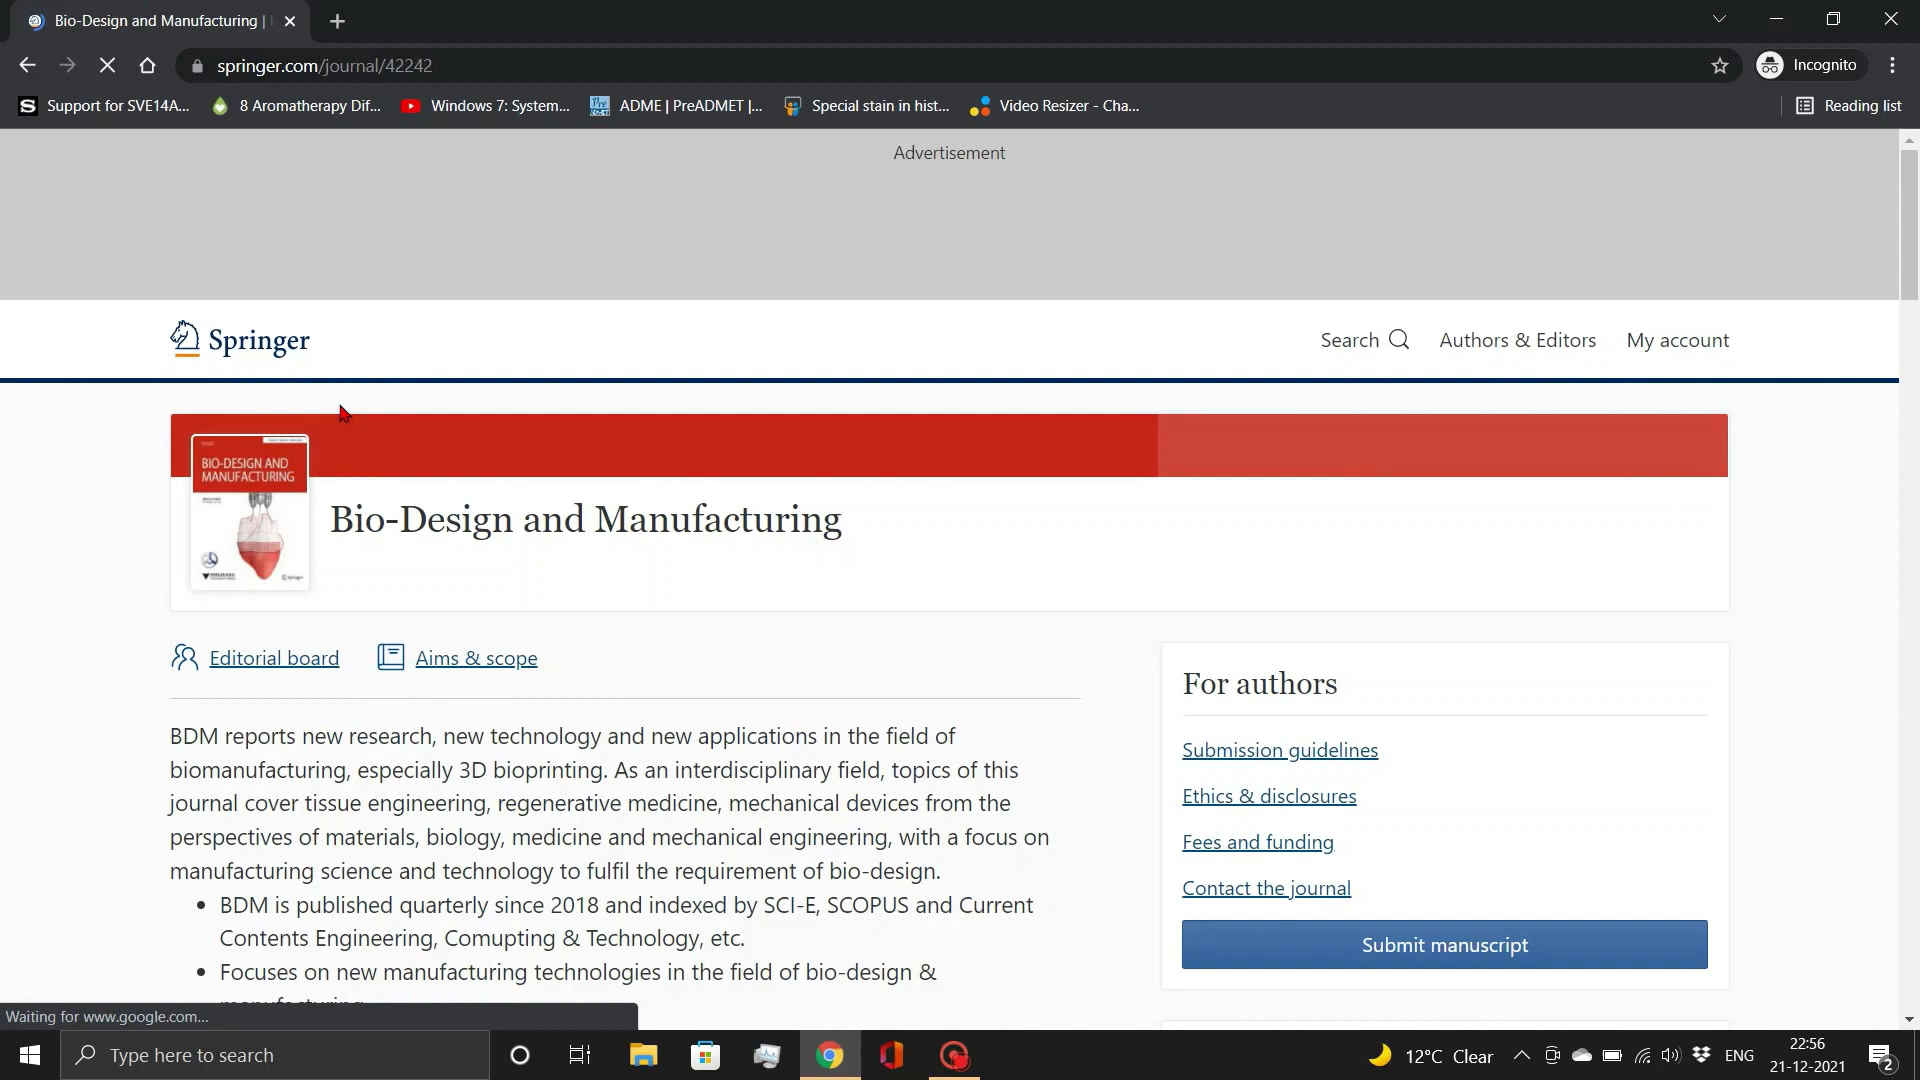 Bio-Design and Manufacturing |
springer.com/journal/42242
Incognito
Support for SVE14A...
8 Aromatherapy Dif...
Windows 7: System...
ADME | PreADMET |...
Special stain in hist...
Video Resizer - Cha...
Reading list
Advertisement
Springer
Search
Authors & Editors
My account
BIO-DESIGN AND
MANUFACTURING
Bio-Design and Manufacturing
Editorial board
Aims & scope
BDM reports new research, new technology and new applications in the field of
biomanufacturing, especially 3D bioprinting. As an interdisciplinary field, topics of this
journal cover tissue engineering, regenerative medicine, mechanical devices from the
perspectives of materials, biology, medicine and mechanical engineering, with a focus on
manufacturing science and technology to fulfil the requirement of bio-design.
• BDM is published quarterly since 2018 and indexed by SCI-E, SCOPUS and Current
Contents Engineering, Comupting & Technology, etc.
• Focuses on new manufacturing technologies in the field of bio-design &
For authors
Submission guidelines
Ethics & disclosures
Fees and funding
Contact the journal
Submit manuscript
Waiting for www.google.com...
Type here to search
12°C Clear
ENG
22:56
21-12-2021
2